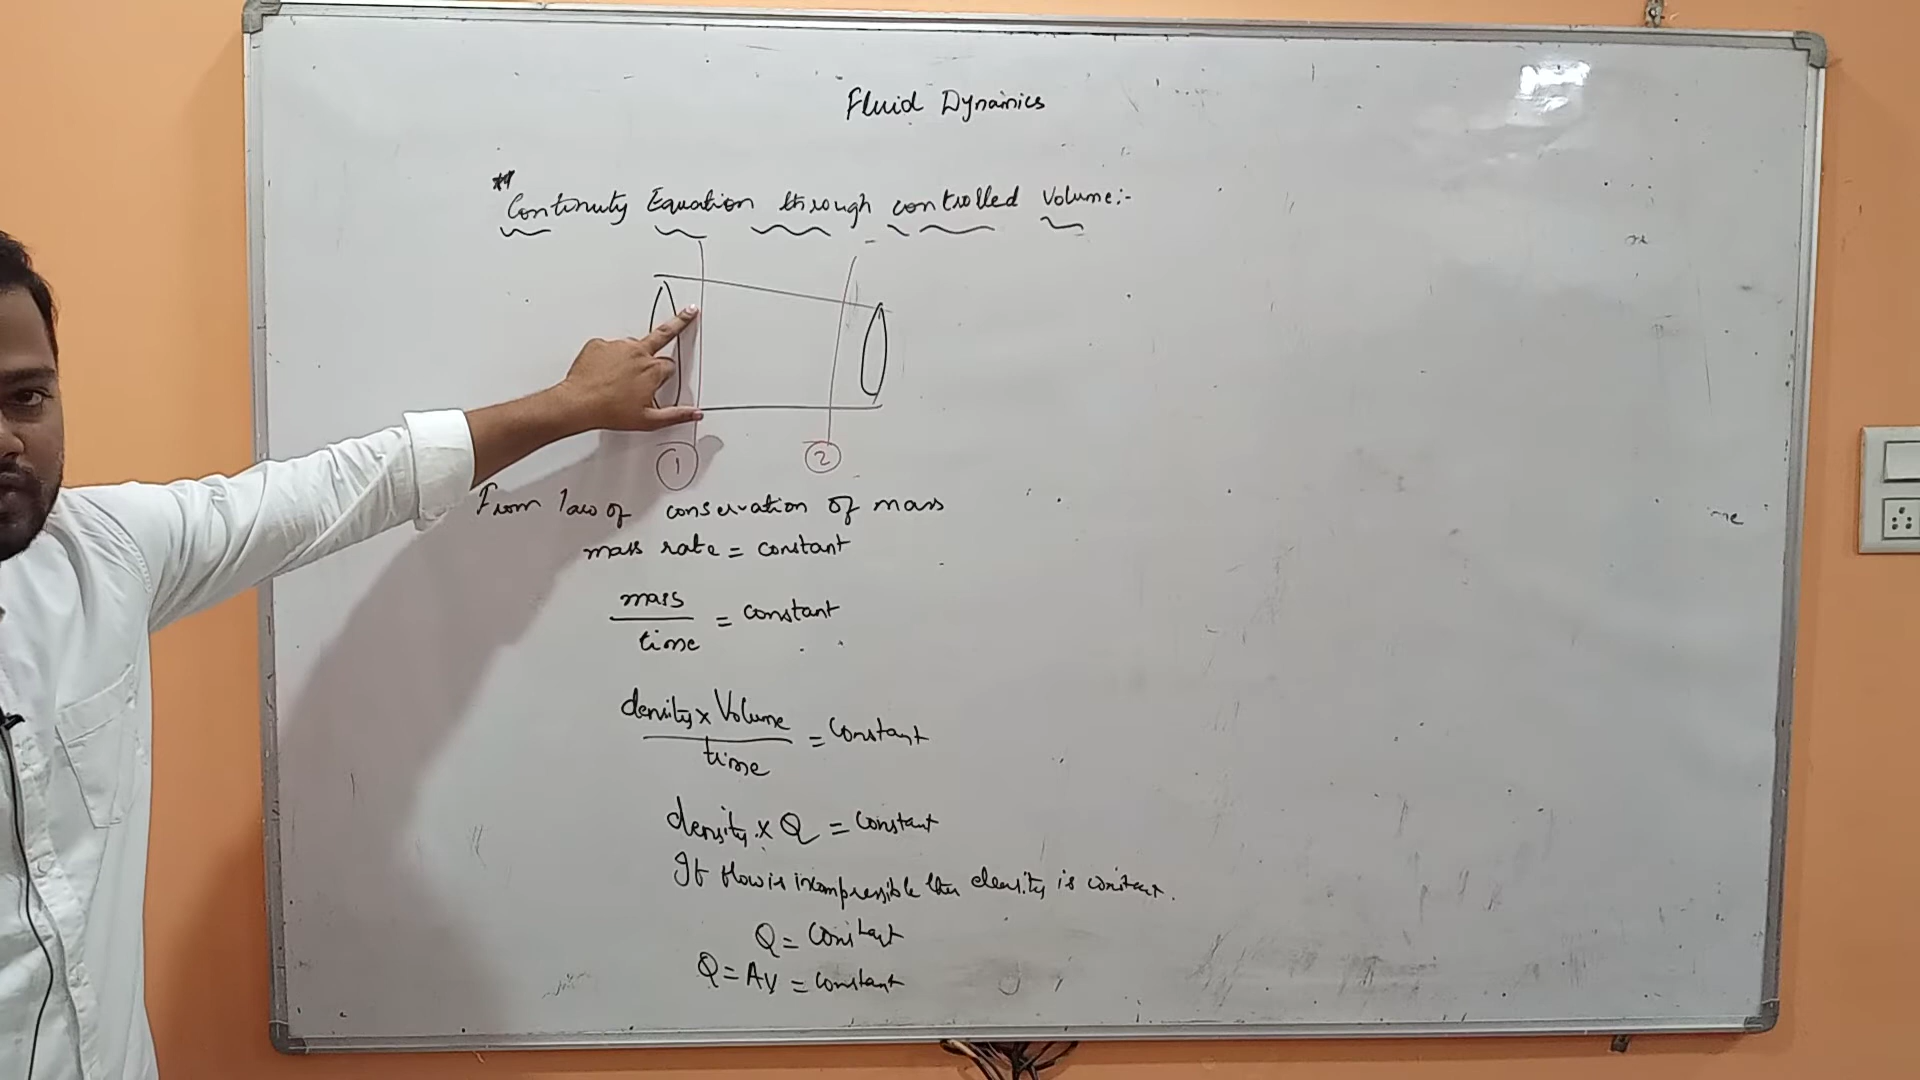 Fluid Dynamics
** Continuity Equation through controlled Volume:-
1 2
From law of conservation of mass
mass rate = constant
mass
time = constant
density x Volume
time = constant
density x Q = constant
If flow is incompressible then density is constant.
Q = constant
Q = AV = constant